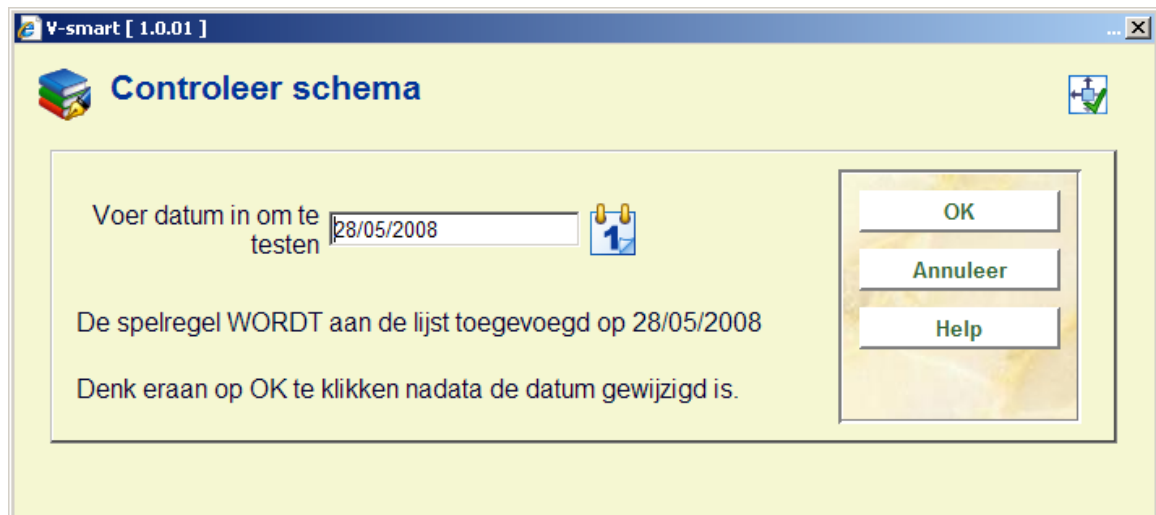 V-smart [ 1.0.01 ]
...
Controleer schema
Voer datum in om te
testen
28/05/2008
1
OK
Annuleer
Help
De spelregel WORDT aan de lijst toegevoegd op 28/05/2008
Denk eraan op OK te klikken nadata de datum gewijzigd is.